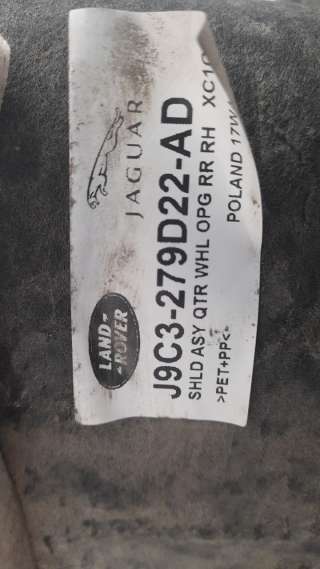 LAND-
-ROVER
JAGUAR
J9C3-279D22-AD
SHLD ASY QTR WHL OPG RR RH
>PET+PP<-
POLAND